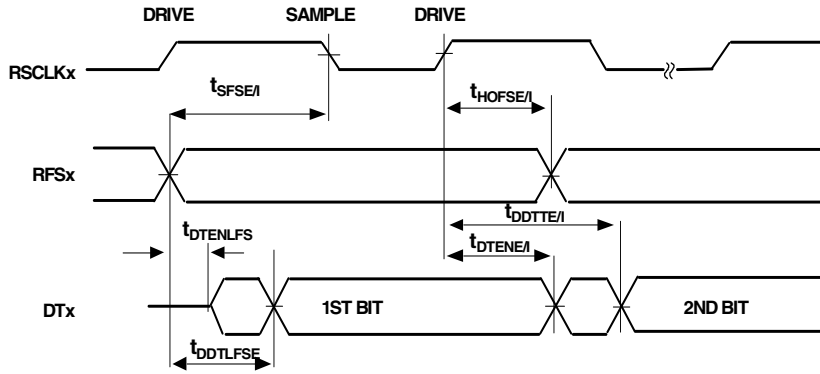 DRIVE SAMPLE DRIVE
RSCLKx
tSFSE/I
tHOFSE/I
RFSx
tDDTTE/I
tDTENLFS
tDTENE/I
DTx
1ST BIT
2ND BIT
tDDTLFSE